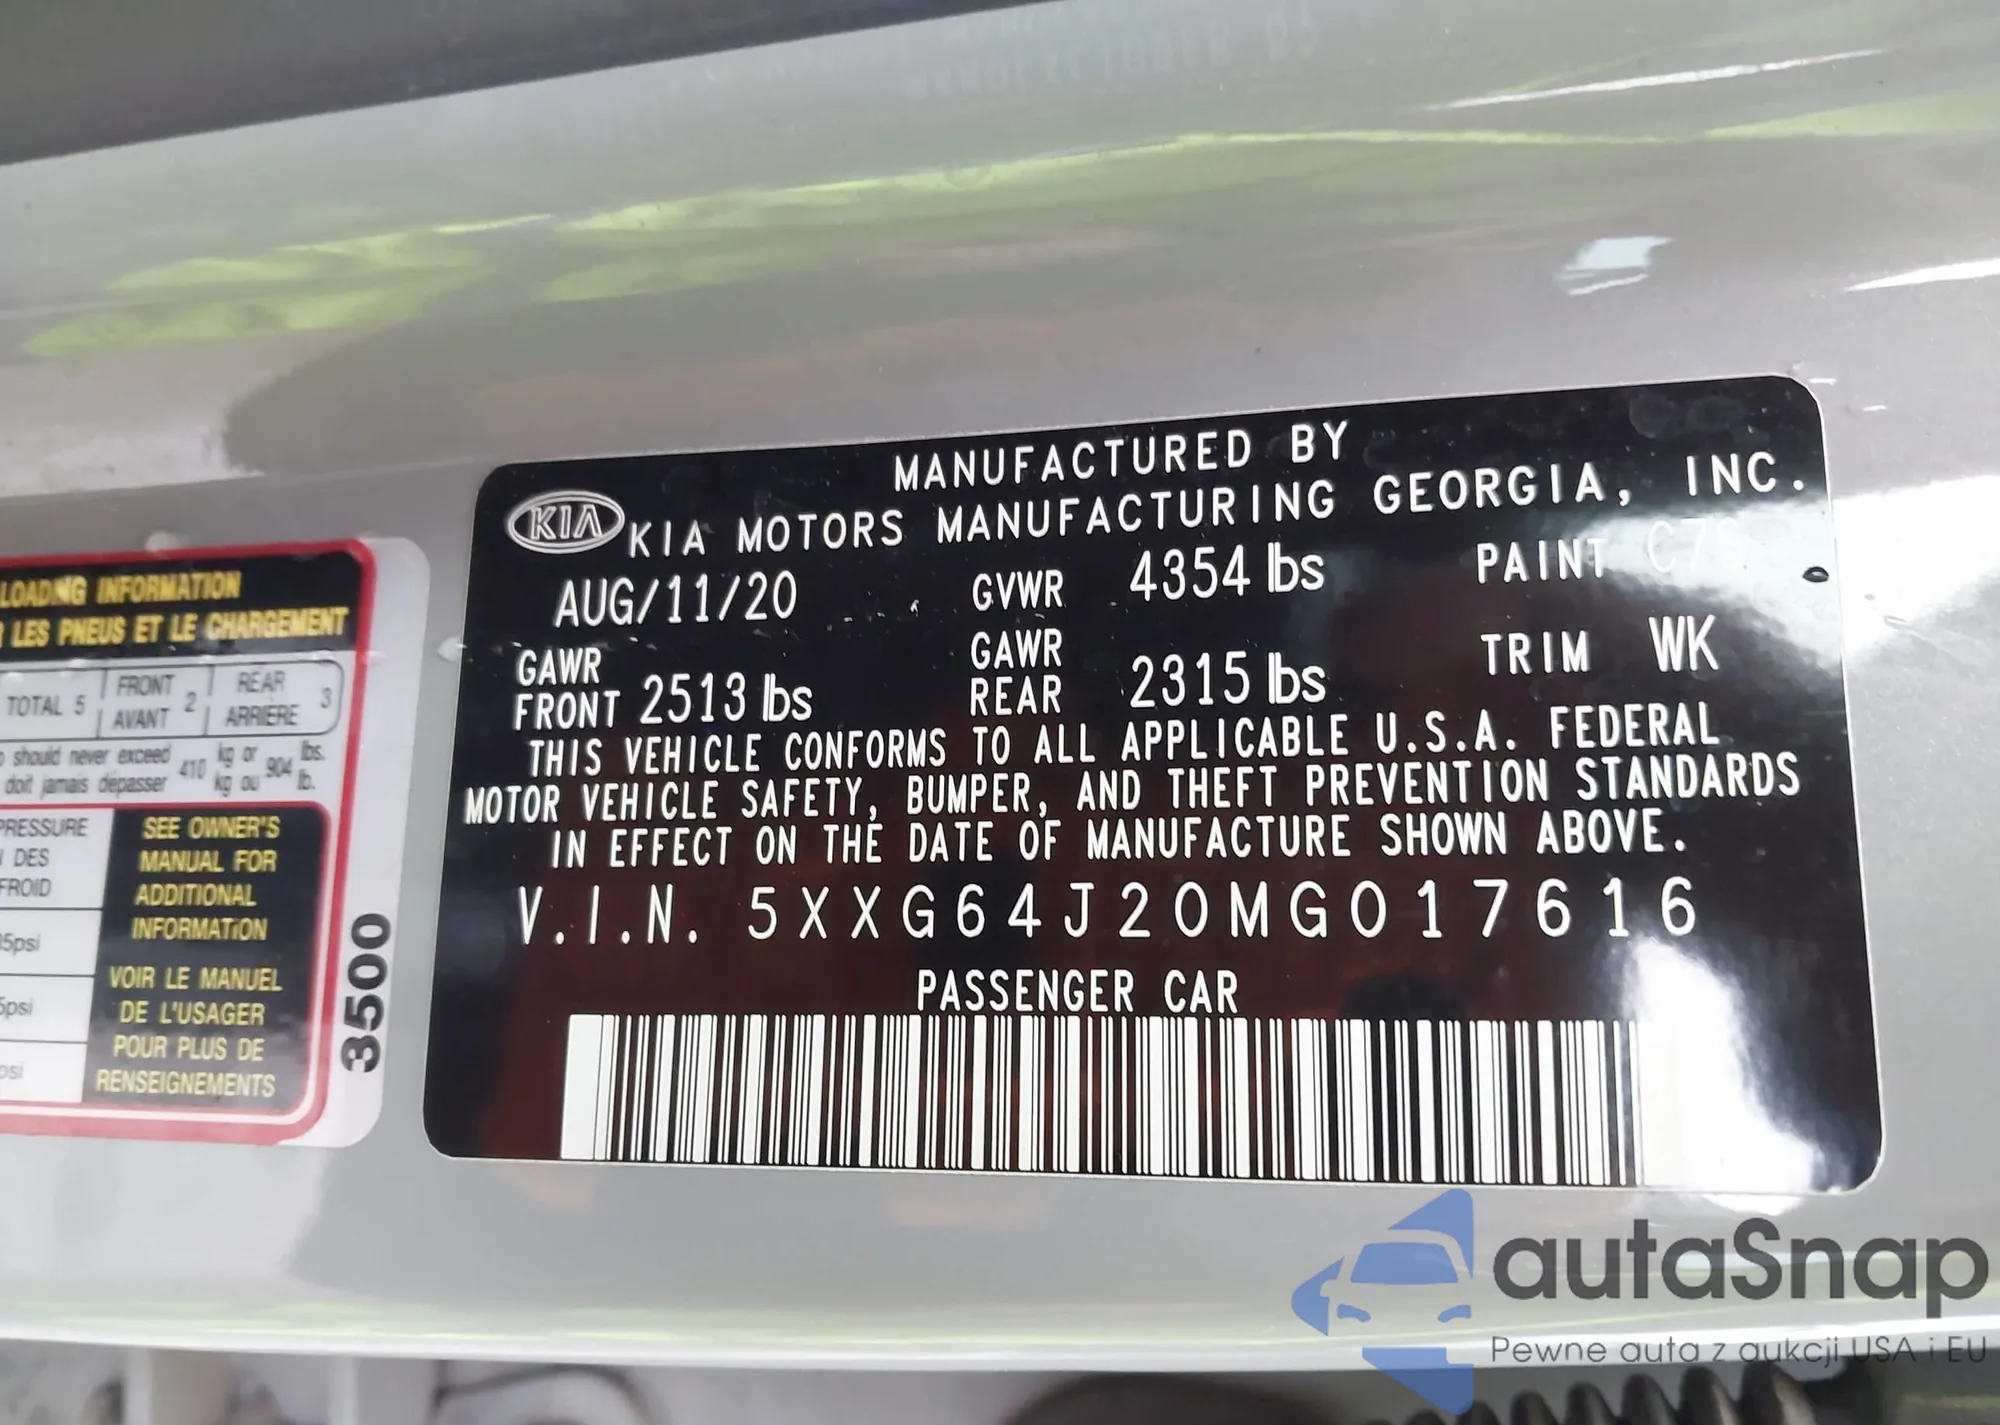 LOADING INFORMATION
LES PNEUS ET LE CHARGEMENT
TOTAL 5
FRONT
AVANT
2
REAR
ARRIERE
3
should never exceed 410 kg or 904 lbs.
doit jamais dépasser kg ou lb.
PRESSURE
DES
FROID
5psi
5psi
psi
SEE OWNER'S
MANUAL FOR
ADDITIONAL
INFORMATION
VOIR LE MANUEL
DE L'USAGER
POUR PLUS DE
RENSEIGNEMENTS
3500
MANUFACTURED BY
KIA KIA MOTORS MANUFACTURING GEORGIA, INC.
AUG/11/20 GVWR 4354 lbs PAINT
GAWR FRONT 2513 lbs GAWR REAR 2315 lbs TRIM WK
THIS VEHICLE CONFORMS TO ALL APPLICABLE U.S.A. FEDERAL
MOTOR VEHICLE SAFETY, BUMPER, AND THEFT PREVENTION STANDARDS
IN EFFECT ON THE DATE OF MANUFACTURE SHOWN ABOVE.
V.I.N. 5XXG64J20MG017616
PASSENGER CAR
autaSnap
Pewne auta z aukcji USA i EU